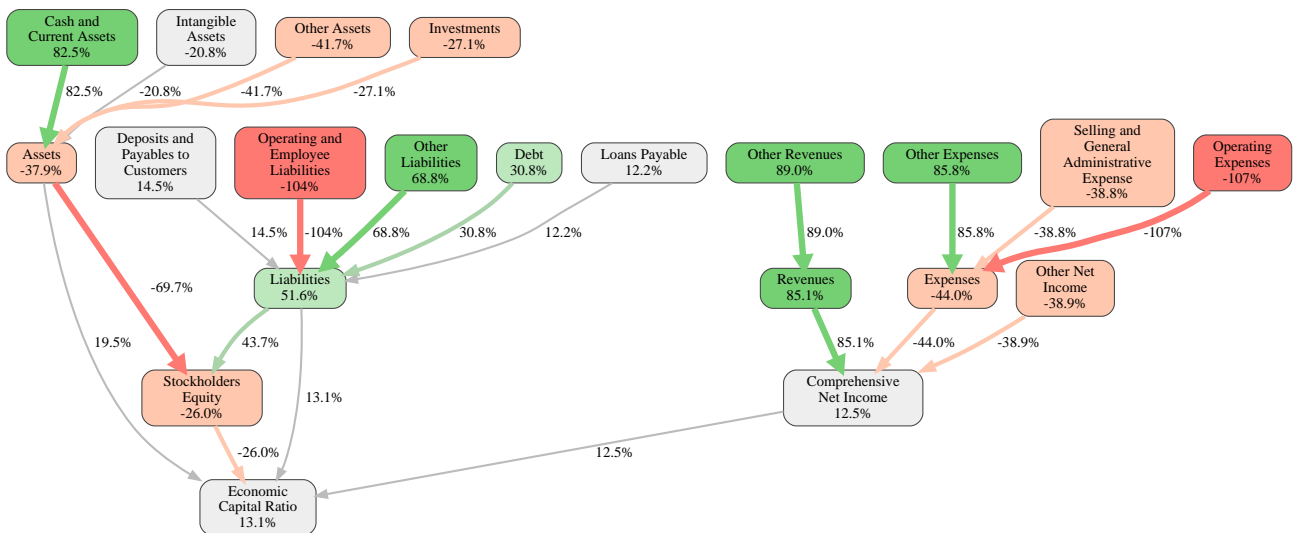 Cash and
Current Assets
82.5%
Intangible
Assets
-20.8%
Other Assets
-41.7%
Investments
-27.1%
82.5%
-20.8%
-41.7%
-27.1%
Assets
-37.9%
Deposits and
Payables to
Customers
14.5%
Operating and
Employee
Liabilities
-104%
Other
Liabilities
68.8%
Debt
30.8%
Loans Payable
12.2%
Other Revenues
89.0%
Other Expenses
85.8%
Selling and
General
Administrative
Expense
-38.8%
Operating
Expenses
-107%
14.5%
-104%
68.8%
30.8%
12.2%
89.0%
85.8%
-38.8%
-107%
-69.7%
Liabilities
51.6%
Revenues
85.1%
Expenses
-44.0%
Other Net
Income
-38.9%
19.5%
43.7%
85.1%
-44.0%
-38.9%
Stockholders
Equity
-26.0%
13.1%
Comprehensive
Net Income
12.5%
-26.0%
12.5%
Economic
Capital Ratio
13.1%